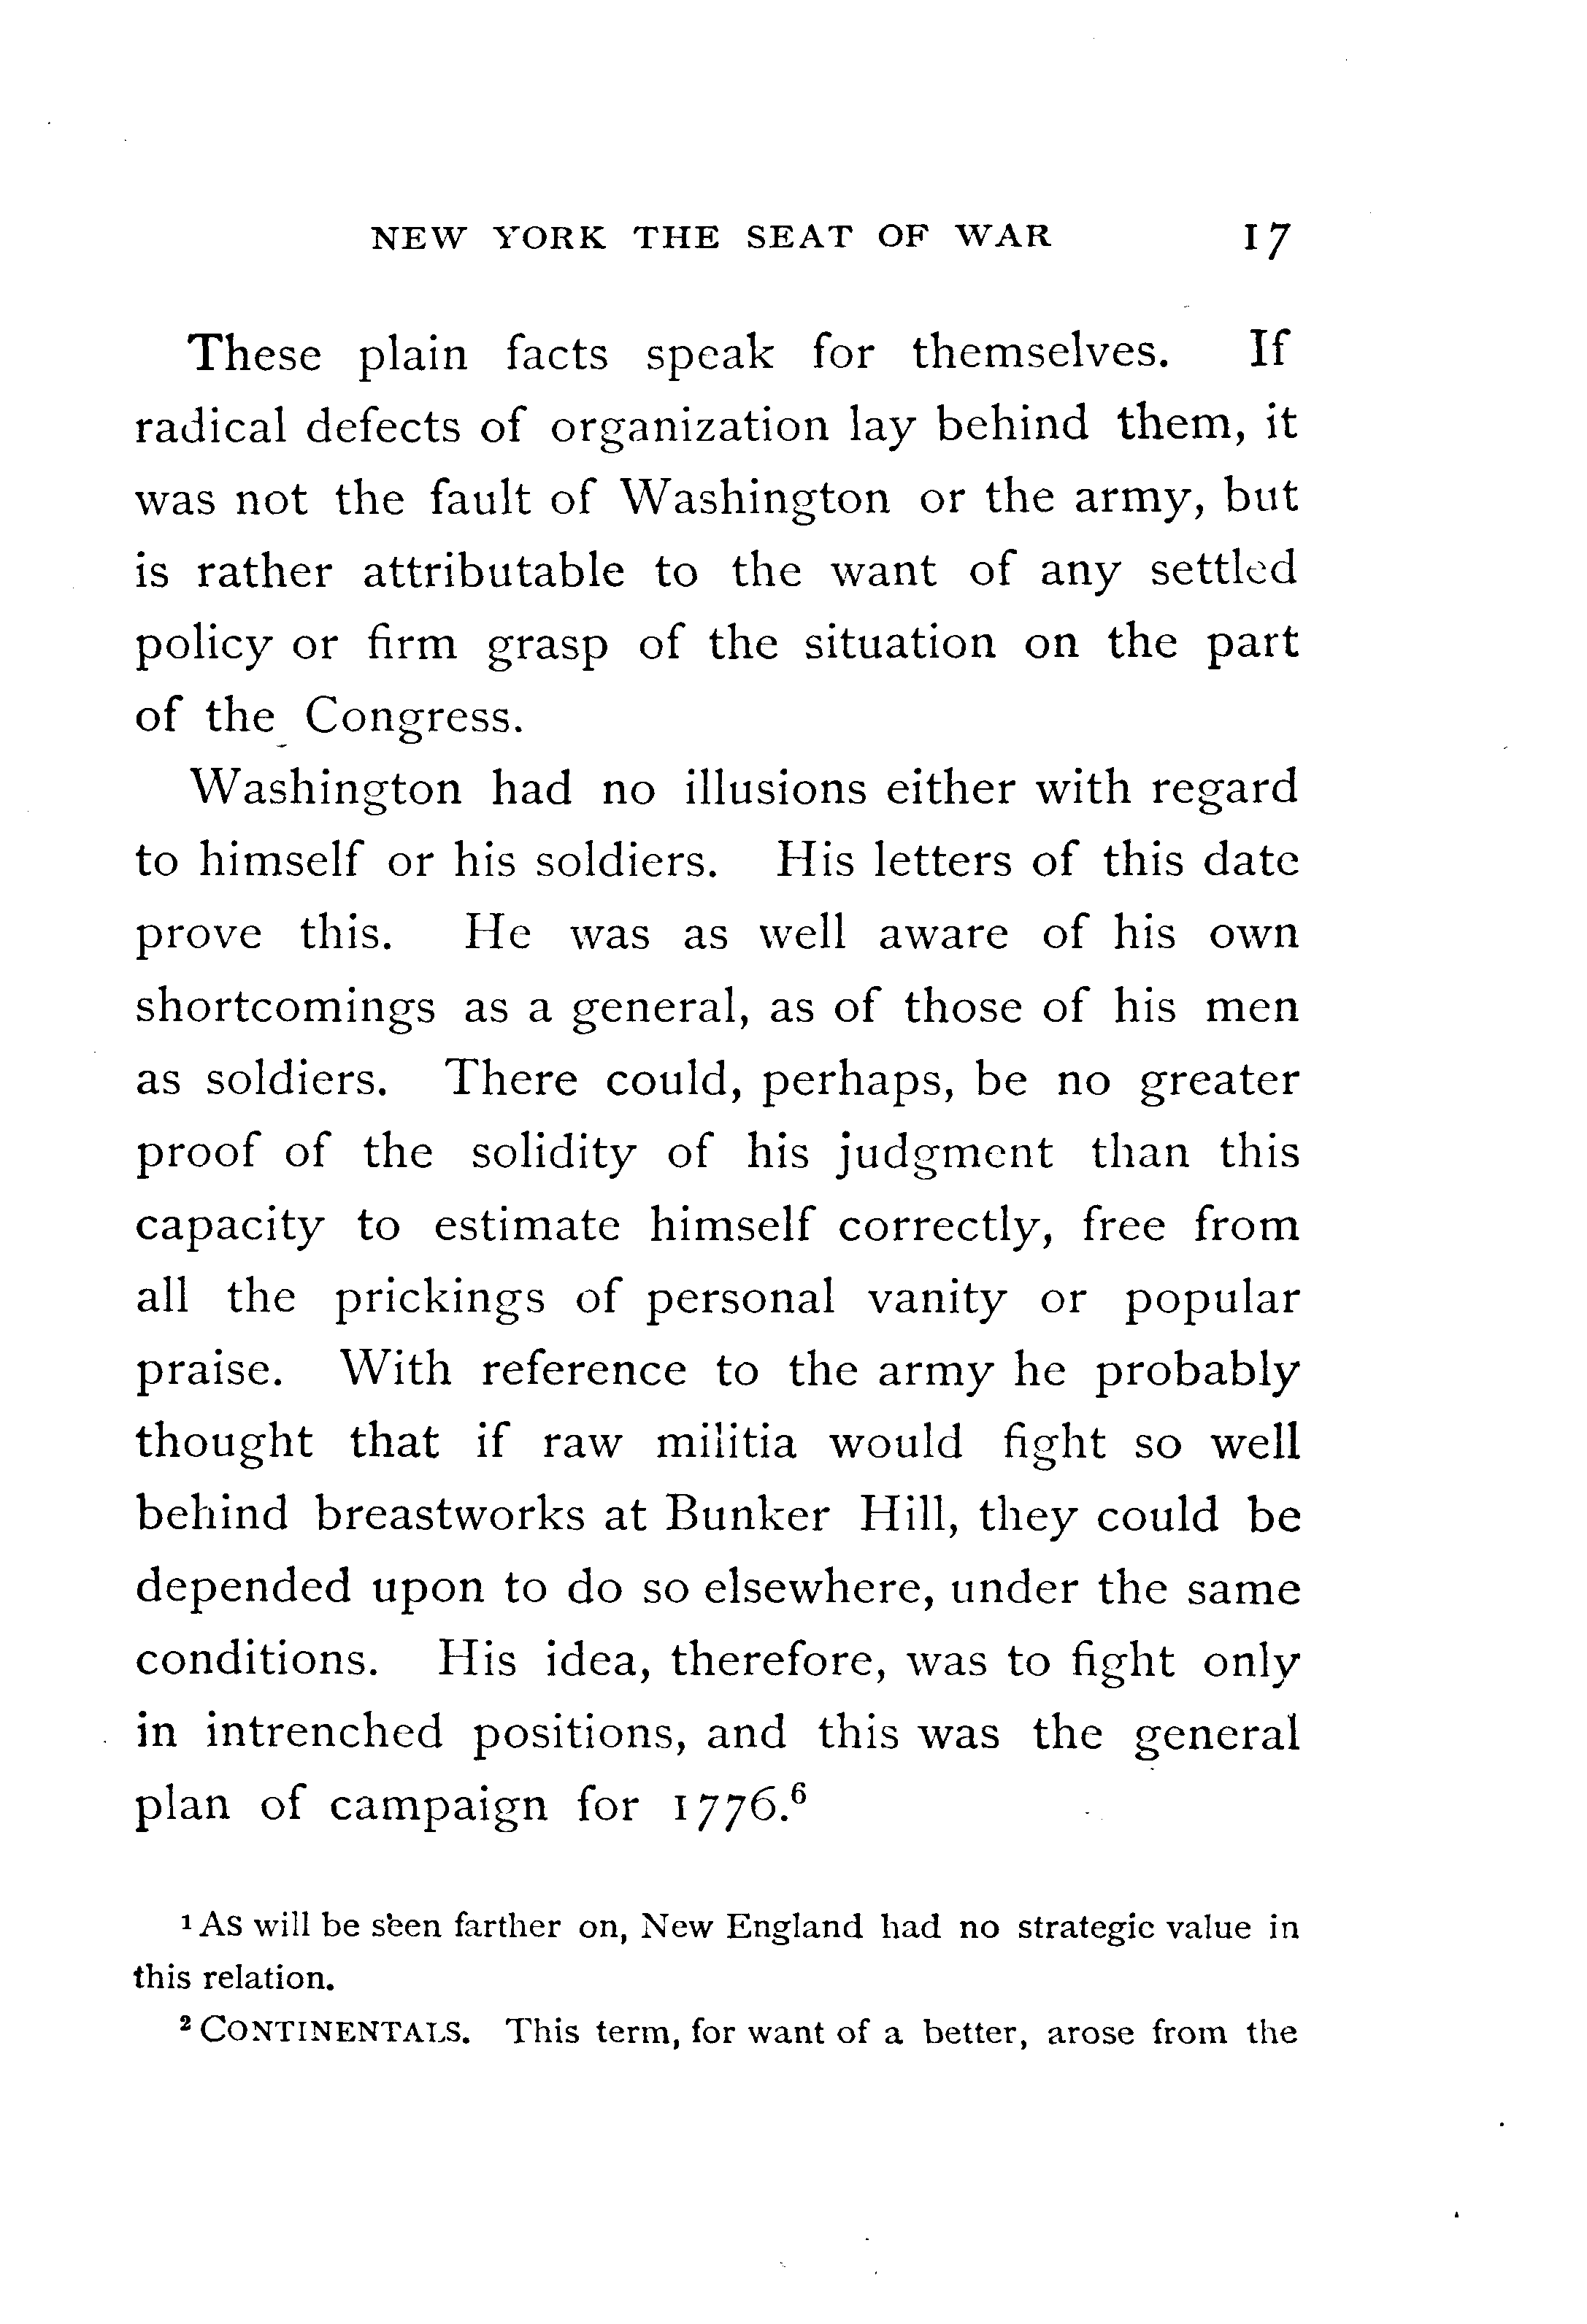 NEW YORK THE SEAT OF WAR 17
These plain facts speak for themselves. If
radical defects of organization lay behind them, it
was not the fault of Washington or the army, but
is rather attributable to the want of any settled
policy or firm grasp of the situation on the part
of the Congress.
Washington had no illusions either with regard
to himself or his soldiers. His letters of this date
prove this. He was as well aware of his own
shortcomings as a general, as of those of his men
as soldiers. There could, perhaps, be no greater
proof of the solidity of his judgment than this
capacity to estimate himself correctly, free from
all the prickings of personal vanity or popular
praise. With reference to the army he probably
thought that if raw militia would fight so well
behind breastworks at Bunker Hill, they could be
depended upon to do so elsewhere, under the same
conditions. His idea, therefore, was to fight only
in intrenched positions, and this was the general
plan of campaign for 1776.⁶
¹ As will be seen farther on, New England had no strategic value in
this relation.
² CONTINENTALS. This term, for want of a better, arose from the